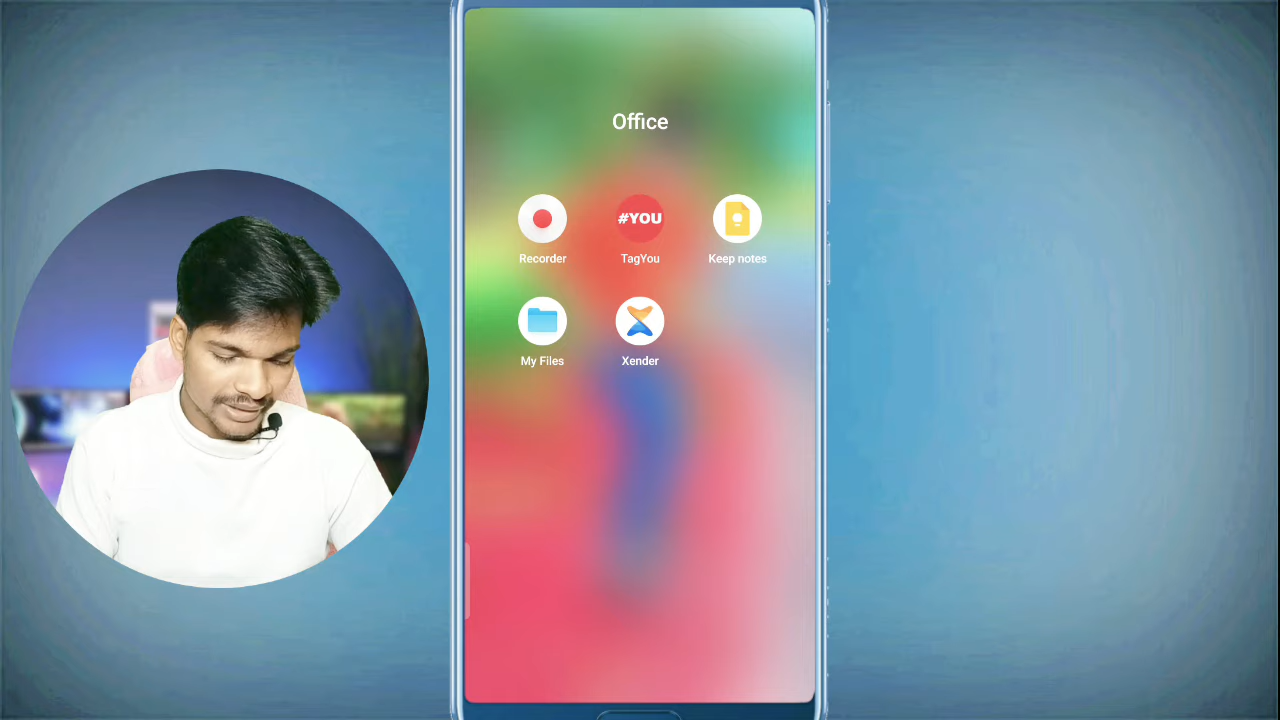 Office
#YOU
Recorder
TagYou
Keep notes
My Files
Xender